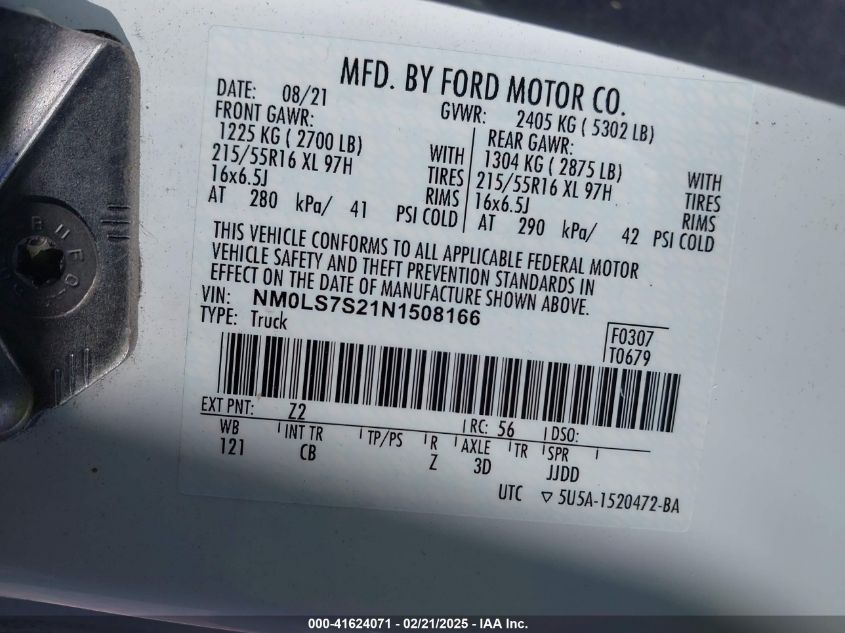 MFD. BY FORD MOTOR CO.
DATE: 08/21 GVWR: 2405 KG ( 5302 LB)
FRONT GAWR: REAR GAWR:
1225 KG ( 2700 LB) WITH 1304 KG ( 2875 LB) WITH
215/55R16 XL 97H TIRES 215/55R16 XL 97H TIRES
16x6.5J RIMS 16x6.5J RIMS
AT 280 kPa/ 41 PSI COLD AT 290 kPa/ 42 PSI COLD
THIS VEHICLE CONFORMS TO ALL APPLICABLE FEDERAL MOTOR
VEHICLE SAFETY AND THEFT PREVENTION STANDARDS IN
EFFECT ON THE DATE OF MANUFACTURE SHOWN ABOVE.
VIN: NM0LS7S21N1508166
TYPE: Truck
F0307
T0679
EXT PNT: Z2 RC: 56 DSO:
WB INT TR TP/PS R AXLE TR SPR
121 CB Z 3D JJDD
UTC ▽ 5U5A-1520472-BA
000-41624071 - 02/21/2025 - IAA Inc.